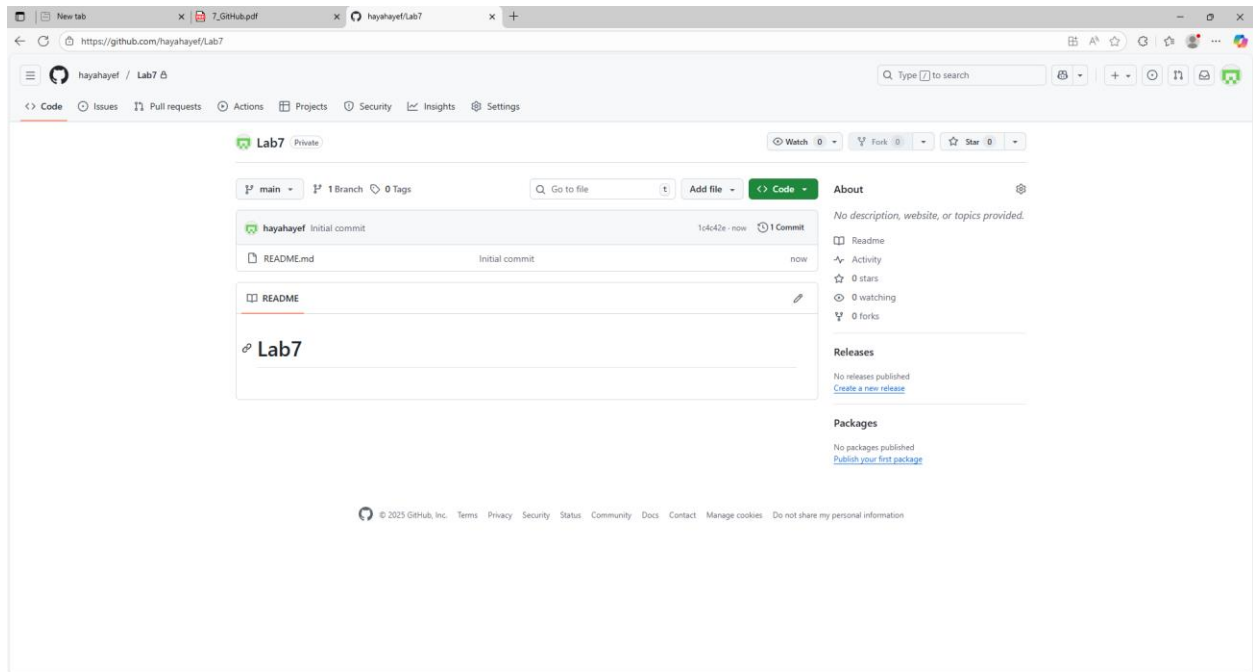 New tab
7_GitHub.pdf
hayahayef/Lab7
https://github.com/hayahayef/Lab7
hayahayef / Lab7
Type / to search
Code Issues Pull requests Actions Projects Security Insights Settings
Lab7 Private
Watch 0 Fork 0 Star 0
main 1 Branch 0 Tags Go to file t Add file Code
About
No description, website, or topics provided.
hayahayef Initial commit 1c4c42e · now 1 Commit
README.md Initial commit now
Readme
Activity
0 stars
0 watching
0 forks
README
Lab7
Releases
No releases published
Create a new release
Packages
No packages published
Publish your first package
© 2025 GitHub, Inc. Terms Privacy Security Status Community Docs Contact Manage cookies Do not share my personal information